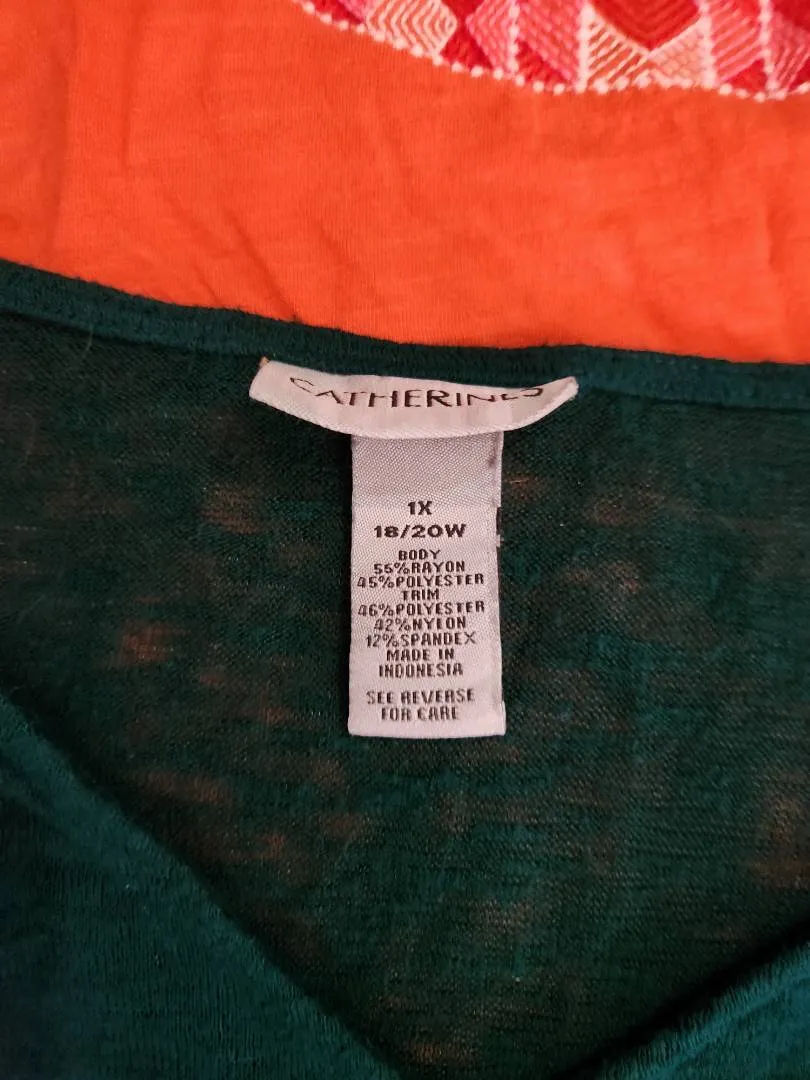 CATHERINES
1X
18/20W
BODY
55%RAYON
45%POLYESTER
TRIM
46%POLYESTER
42%NYLON
12%SPANDEX
MADE IN
INDONESIA
SEE REVERSE
FOR CARE